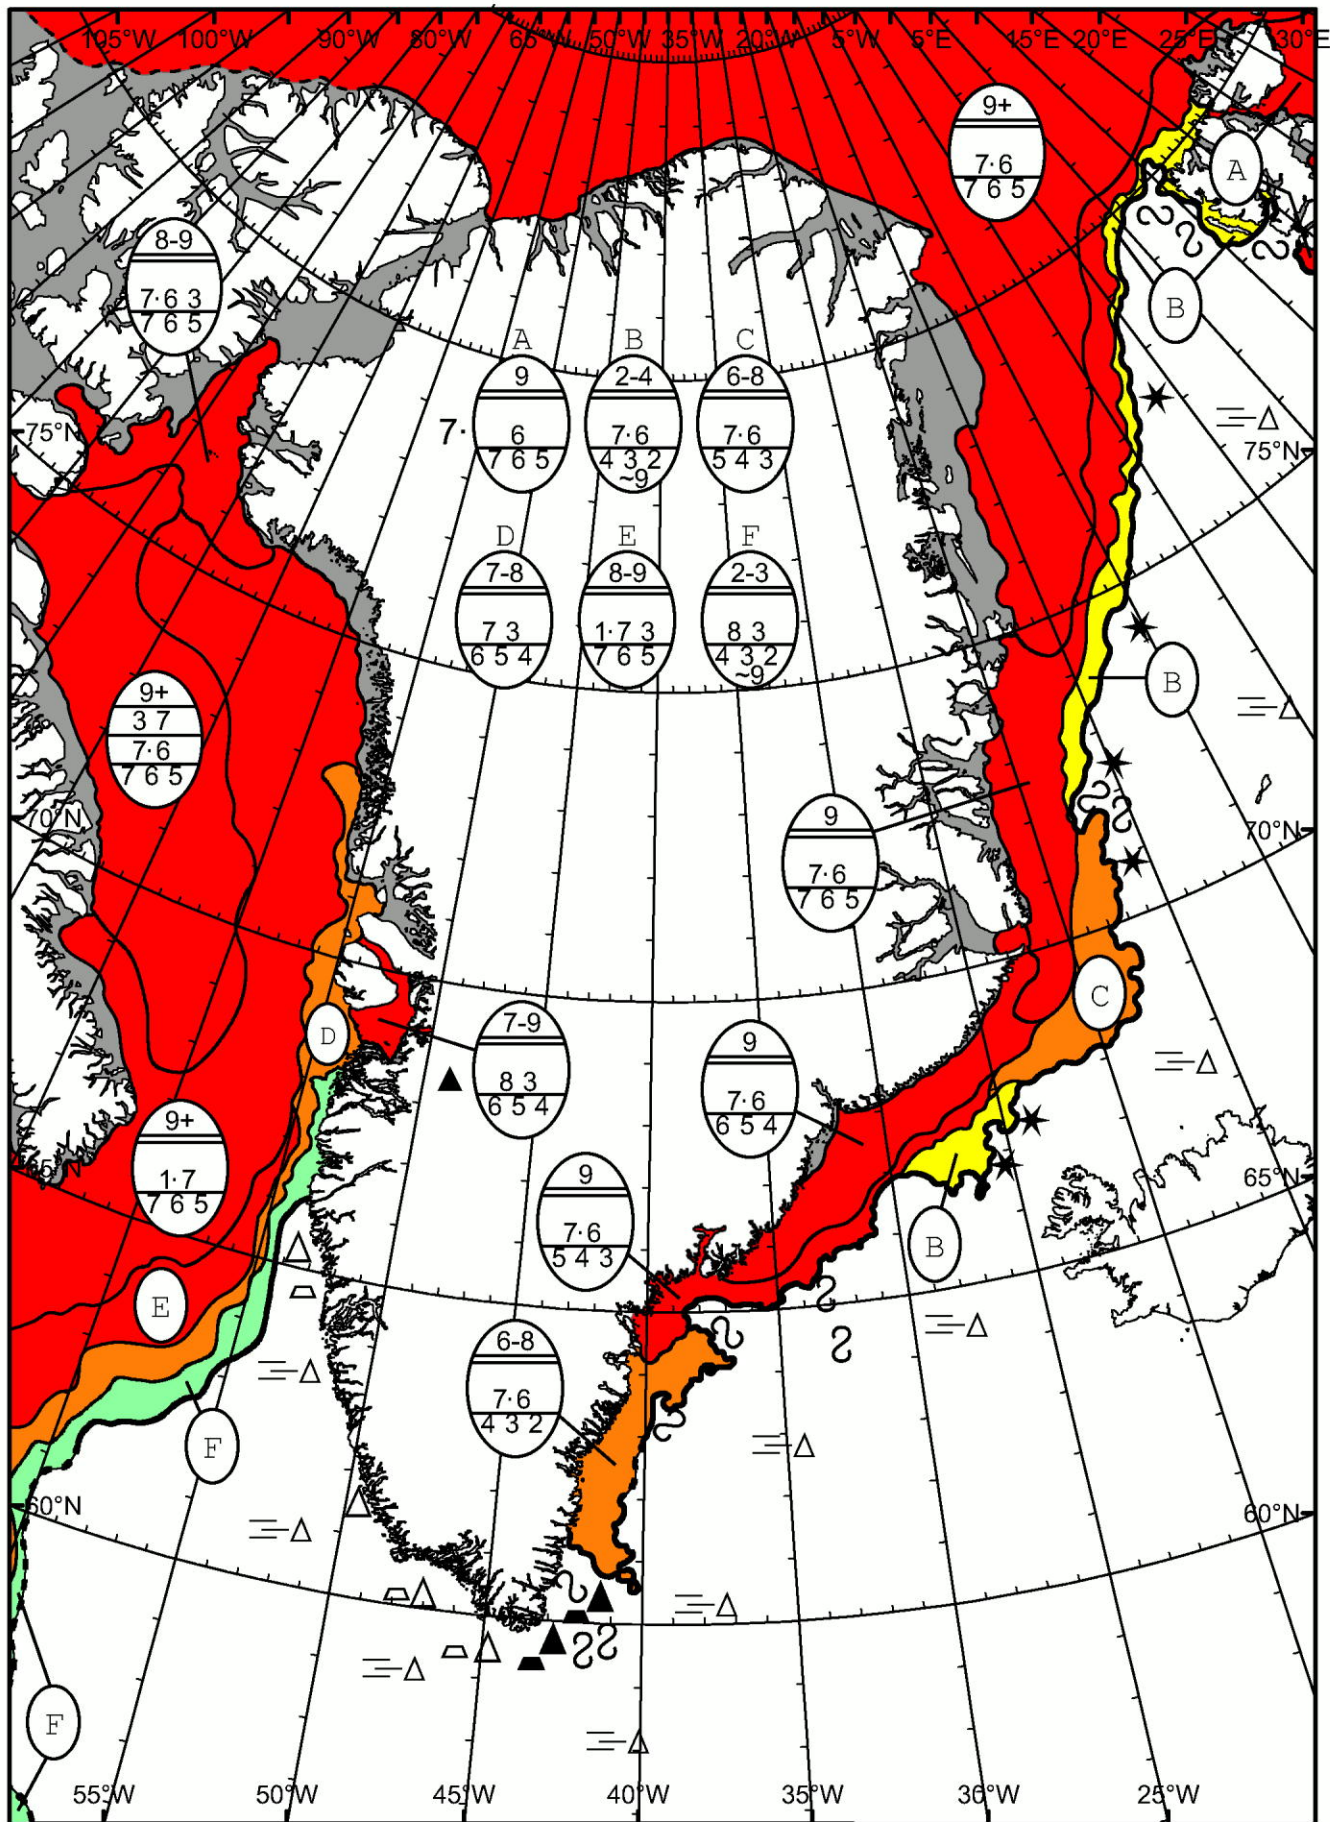 105°W 100°W 90°W 80°W 65°W 50°W 35°W 20°W 5°W 5°E 15°E 20°E 25°E 30°E
9+
7·6
7 6 5
A
8-9
7·6 3
7 6 5
B
A B C
9 2-4 6-8
7· 6 7·6 7·6
7 6 5 4 3 2 5 4 3
~9
75°N 75°N
D E F
7-8 8-9 2-3
7 3 1·7 3 8 3
6 5 4 7 6 5 4 3 2
~9
B
9+
3 7
7·6
7 6 5
70°N 70°N
9
7·6
7 6 5
C
D
7-9
8 3
6 5 4
9
7·6
6 5 4
9+
1·7
7 6 5
65°N 65°N
9
7·6
5 4 3
B
E
6-8
7·6
4 3 2
F
60°N 60°N
F
55°W 50°W 45°W 40°W 35°W 30°W 25°W